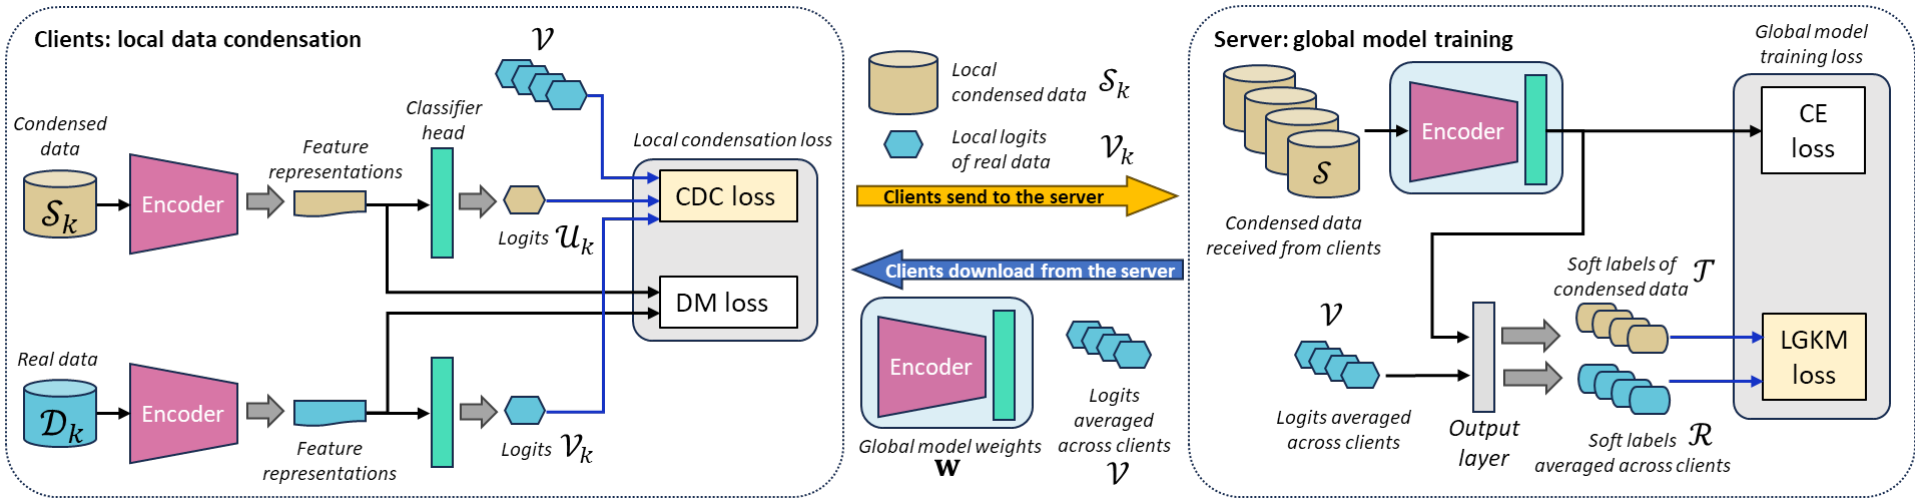 Clients: local data condensation
𝒱
Condensed
data
𝒮k
Encoder
Feature
representations
Classifier
head
Logits 𝒰k
Local condensation loss
CDC loss
DM loss
Real data
𝒟k
Encoder
Feature
representations
Logits 𝒱k
Local
condensed data 𝒮k
Local logits
of real data 𝒱k
Clients send to the server
Clients download from the server
Encoder
Global model weights
w
Logits
averaged
across clients
𝒱
Server: global model training
𝒮
Condensed data
received from clients
Encoder
Global model
training loss
CE
loss
Soft labels of
condensed data 𝒯
𝒱
Logits averaged
across clients
Output
layer
LGKM
loss
Soft labels ℛ
averaged across clients